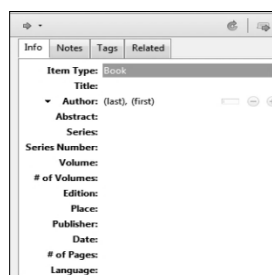 Info Notes Tags Related
Item Type: Book
Title:
Author: (last), (first)
Abstract:
Series:
Series Number:
Volume:
# of Volumes:
Edition:
Place:
Publisher:
Date:
# of Pages:
Language: